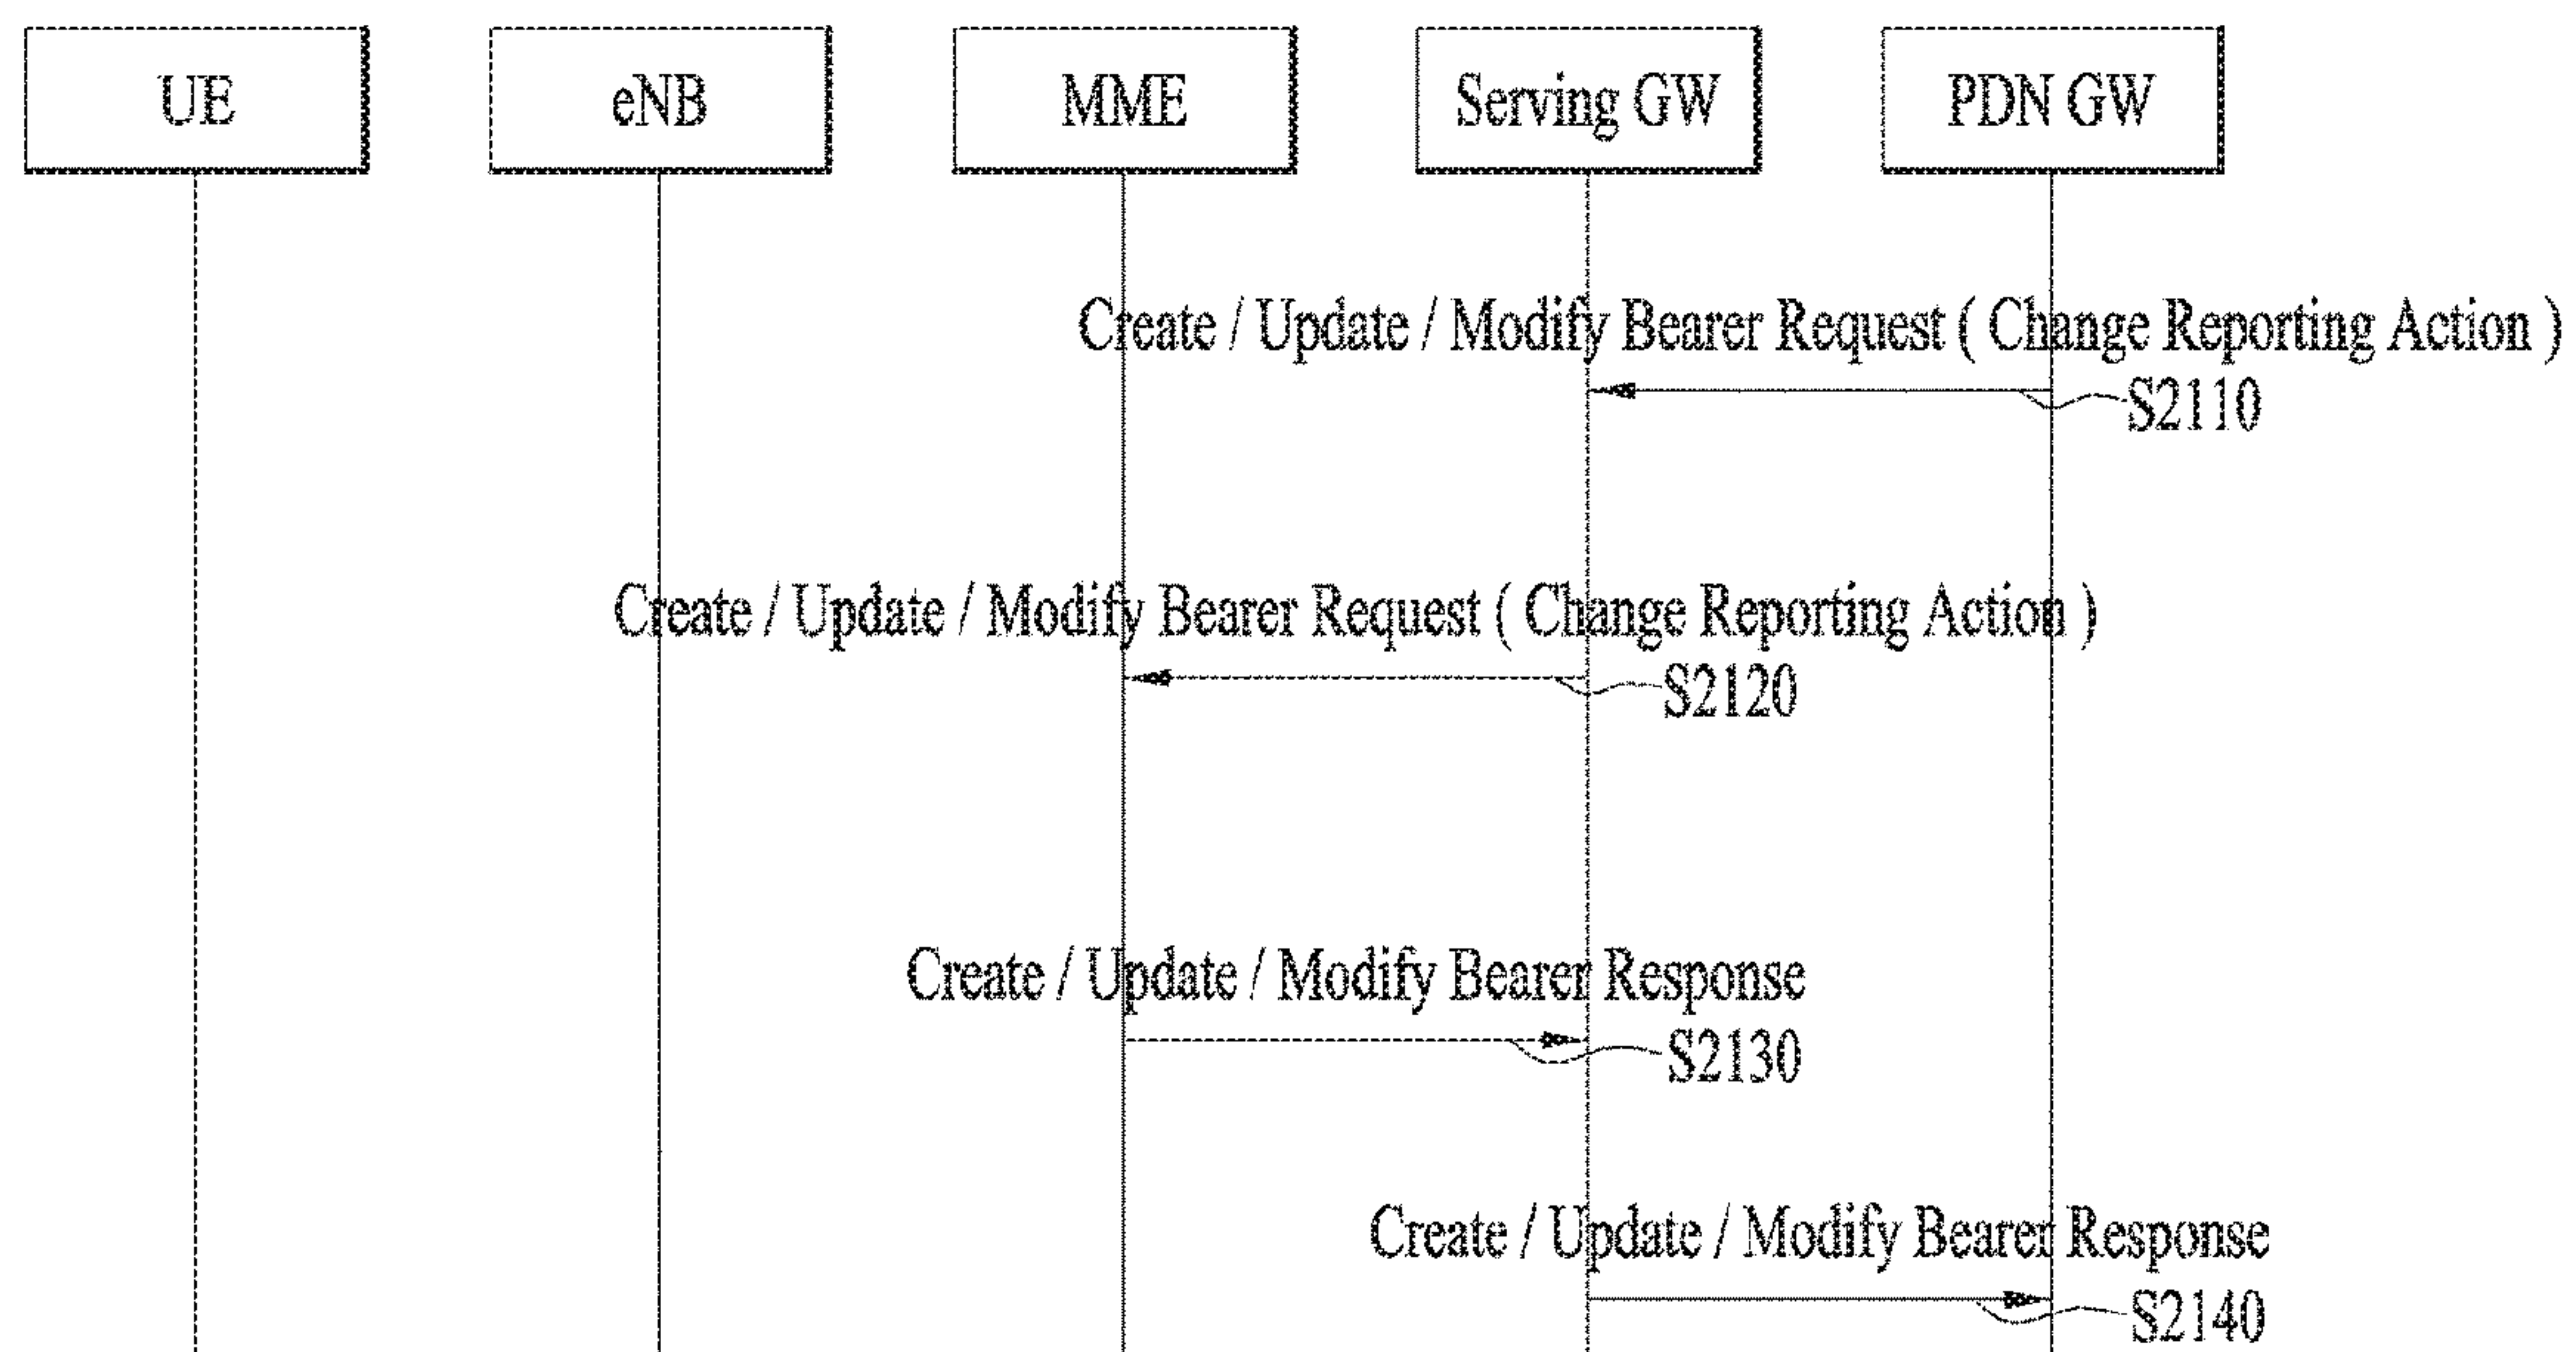 UE
eNB
MME
Serving GW
PDN GW
Create / Update / Modify Bearer Request ( Change Reporting Action )
S2110
Create / Update / Modify Bearer Request ( Change Reporting Action )
S2120
Create / Update / Modify Bearer Response
S2130
Create / Update / Modify Bearer Response
S2140